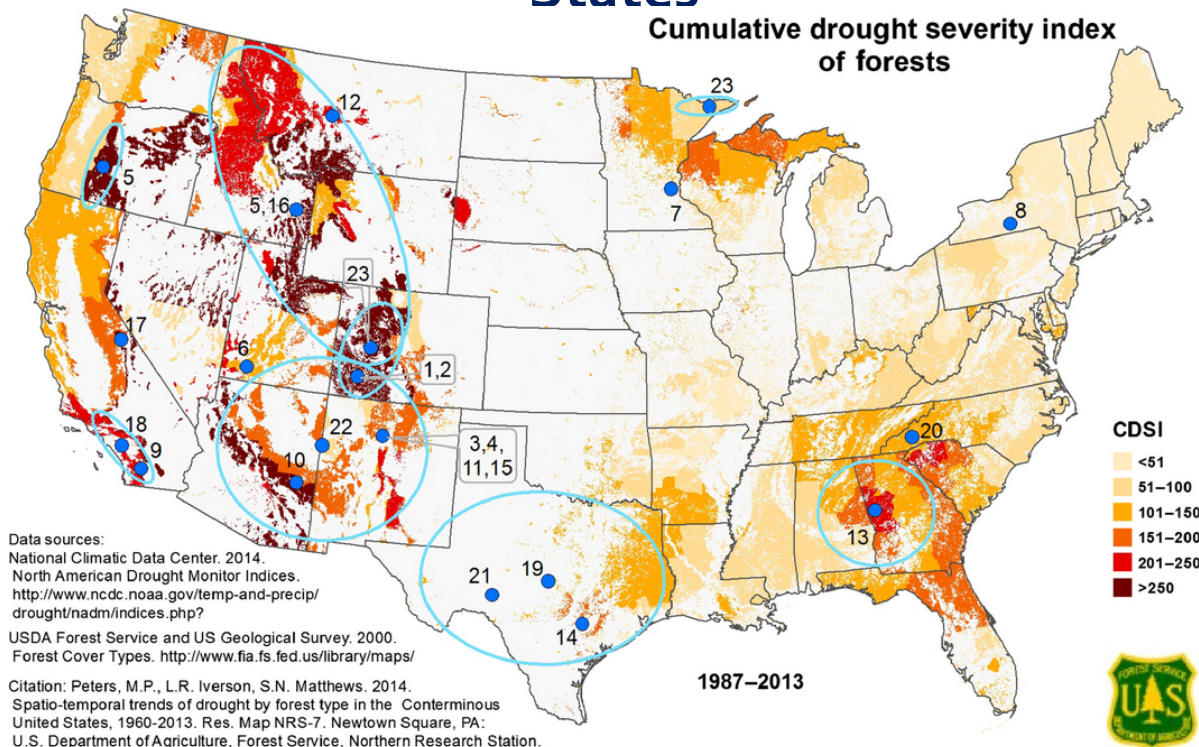 States
Cumulative drought severity index
of forests
23
12
5
5,16
7
8
23
17
6
1,2
18
9
22
10
3,4,
11,15
20
13
21
19
14
CDSI
<51
51–100
101–150
151–200
201–250
>250
Data sources:
National Climatic Data Center. 2014.
North American Drought Monitor Indices.
http://www.ncdc.noaa.gov/temp-and-precip/
drought/nadm/indices.php?
USDA Forest Service and US Geological Survey. 2000.
Forest Cover Types. http://www.fia.fs.fed.us/library/maps/
Citation: Peters, M.P., L.R. Iverson, S.N. Matthews. 2014.
Spatio-temporal trends of drought by forest type in the Conterminous
United States, 1960-2013. Res. Map NRS-7. Newtown Square, PA:
U.S. Department of Agriculture, Forest Service, Northern Research Station.
1987–2013
FOREST SERVICE
U S
DEPARTMENT OF AGRICULTURE